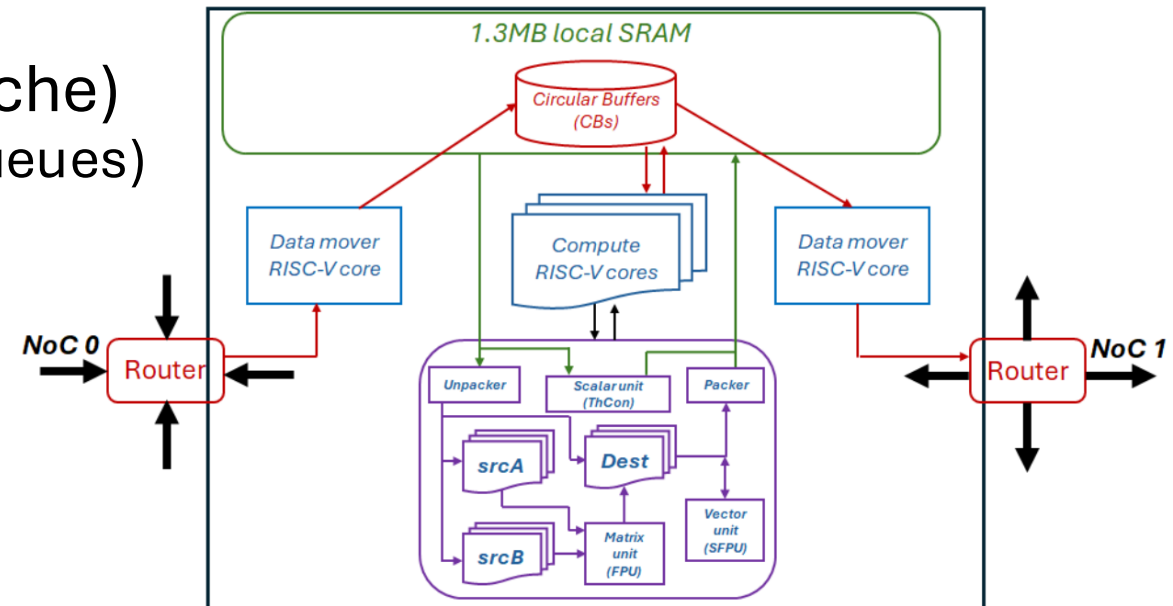 che)
ueues)
1.3MB local SRAM
Circular Buffers
(CBs)
Data mover
RISC-V core
Compute
RISC-V cores
Data mover
RISC-V core
NoC 0
Router
NoC 1
Router
Unpacker
Scalar unit
(ThCon)
Packer
srcA
Dest
srcB
Matrix
unit
(FPU)
Vector
unit
(SFPU)